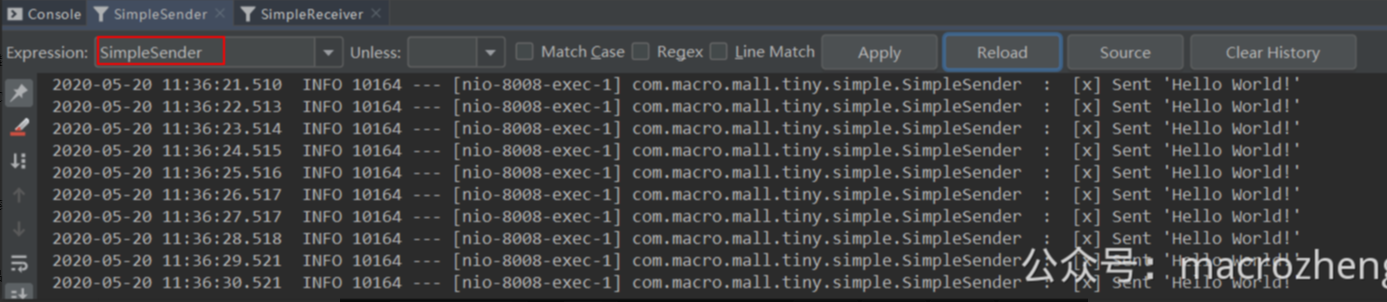 Console SimpleSender SimpleReceiver
Expression: SimpleSender Unless: Match Case Regex Line Match Apply Reload Source Clear History
2020-05-20 11:36:21.510 INFO 10164 --- [nio-8008-exec-1] com.macro.mall.tiny.simple.SimpleSender : [x] Sent 'Hello World!'
2020-05-20 11:36:22.513 INFO 10164 --- [nio-8008-exec-1] com.macro.mall.tiny.simple.SimpleSender : [x] Sent 'Hello World!'
2020-05-20 11:36:23.514 INFO 10164 --- [nio-8008-exec-1] com.macro.mall.tiny.simple.SimpleSender : [x] Sent 'Hello World!'
2020-05-20 11:36:24.515 INFO 10164 --- [nio-8008-exec-1] com.macro.mall.tiny.simple.SimpleSender : [x] Sent 'Hello World!'
2020-05-20 11:36:25.516 INFO 10164 --- [nio-8008-exec-1] com.macro.mall.tiny.simple.SimpleSender : [x] Sent 'Hello World!'
2020-05-20 11:36:26.517 INFO 10164 --- [nio-8008-exec-1] com.macro.mall.tiny.simple.SimpleSender : [x] Sent 'Hello World!'
2020-05-20 11:36:27.517 INFO 10164 --- [nio-8008-exec-1] com.macro.mall.tiny.simple.SimpleSender : [x] Sent 'Hello World!'
2020-05-20 11:36:28.518 INFO 10164 --- [nio-8008-exec-1] com.macro.mall.tiny.simple.SimpleSender : [x] Sent 'Hello World!'
2020-05-20 11:36:29.521 INFO 10164 --- [nio-8008-exec-1] com.macro.mall.tiny.simple.SimpleSender : [x] Sent 'Hello World!'
2020-05-20 11:36:30.521 INFO 10164 --- [nio-8008-exec-1] com.macro.mall.tiny.simple.SimpleSender : [x] Sent 'Hello World!'
公众号：macrozheng